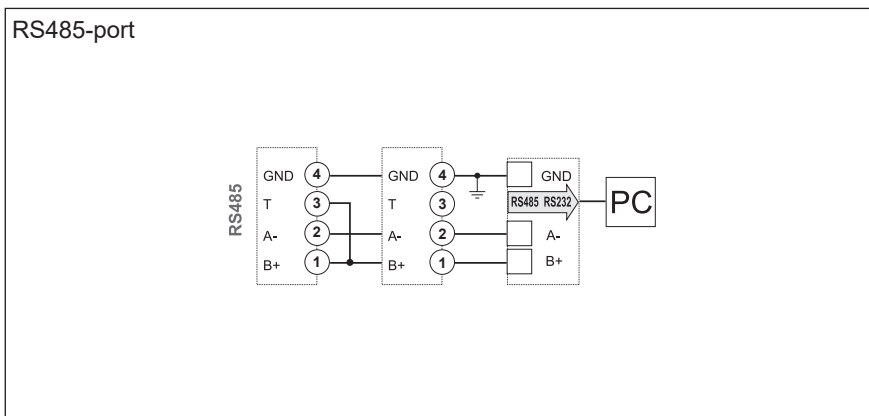 RS485-port
RS485
GND 4 GND 4 GND
T 3 T 3 RS485 RS232 PC
A- 2 A- 2 A-
B+ 1 B+ 1 B+